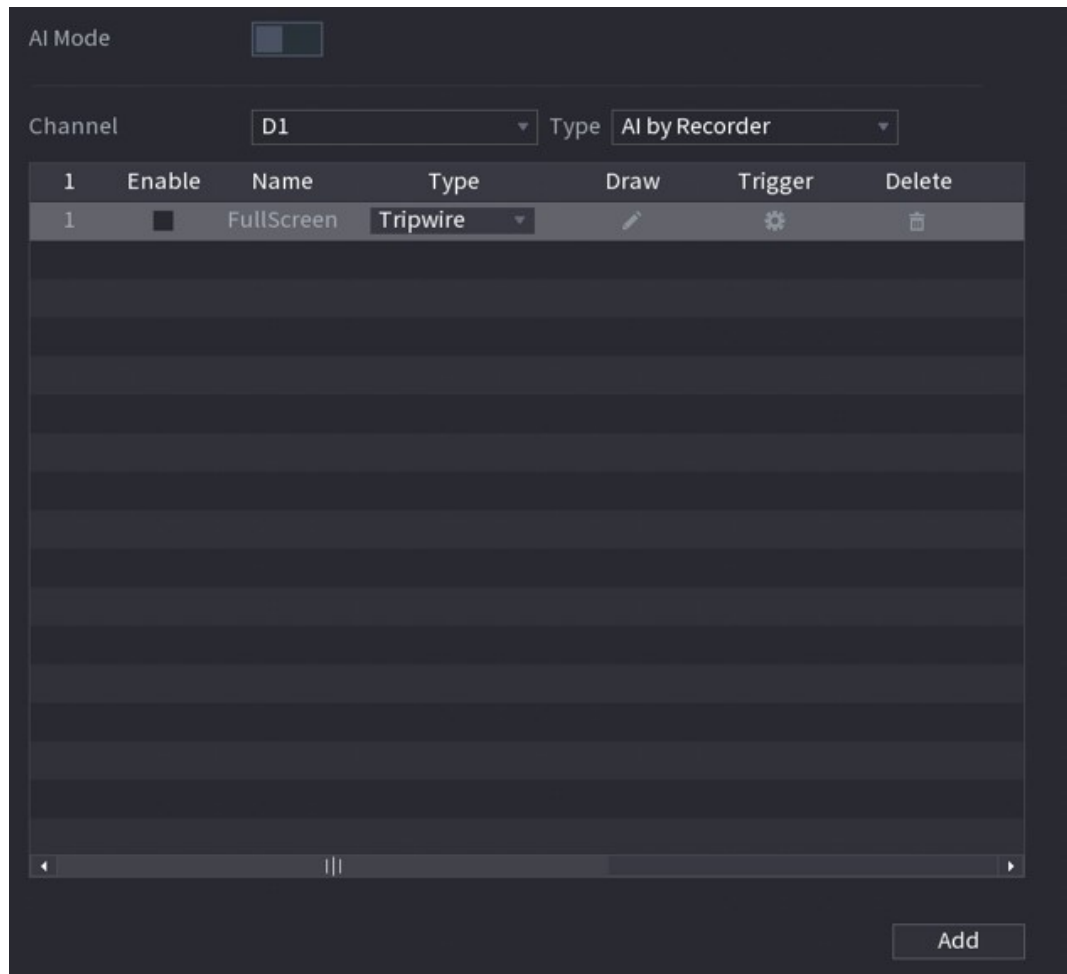 AI Mode
Channel D1 Type AI by Recorder
1 Enable Name Type Draw Trigger Delete
1 FullScreen Tripwire
Add